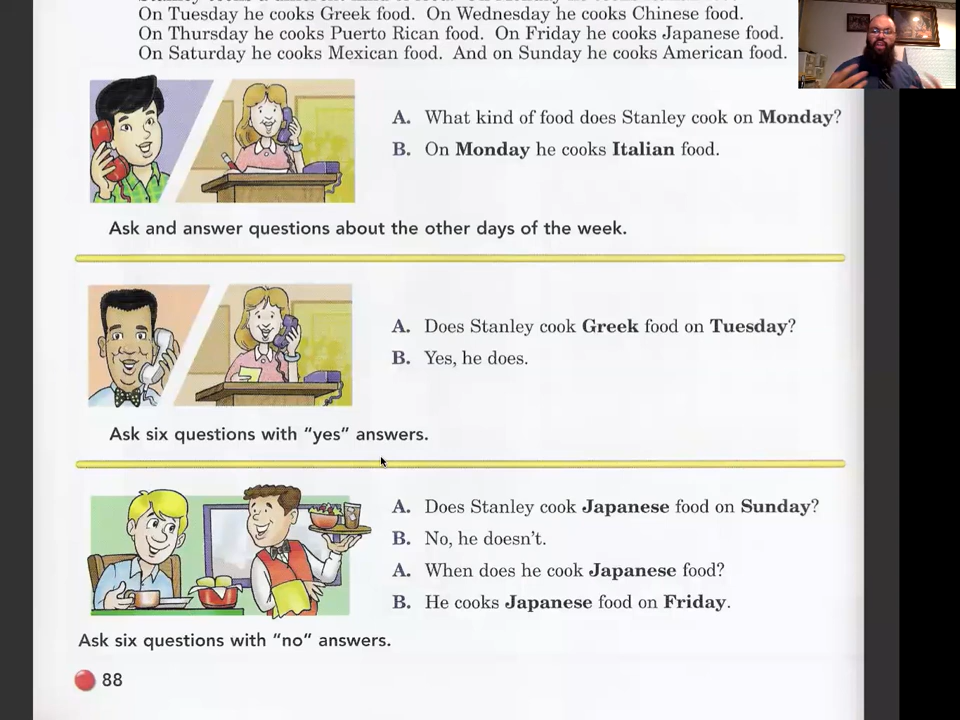 On Tuesday he cooks Greek food. On Wednesday he cooks Chinese food.
On Thursday he cooks Puerto Rican food. On Friday he cooks Japanese food.
On Saturday he cooks Mexican food. And on Sunday he cooks American food.
A. What kind of food does Stanley cook on Monday?
B. On Monday he cooks Italian food.
Ask and answer questions about the other days of the week.
A. Does Stanley cook Greek food on Tuesday?
B. Yes, he does.
Ask six questions with "yes" answers.
A. Does Stanley cook Japanese food on Sunday?
B. No, he doesn't.
A. When does he cook Japanese food?
B. He cooks Japanese food on Friday.
Ask six questions with "no" answers.
88